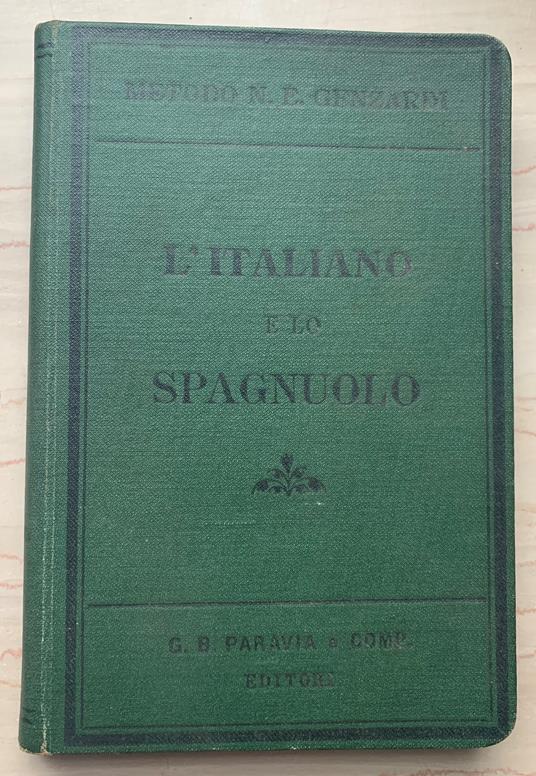 METODO N. E. GENZARDI
L'ITALIANO
E LO
SPAGNUOLO
G. B. PARAVIA e COMP.
EDITORI